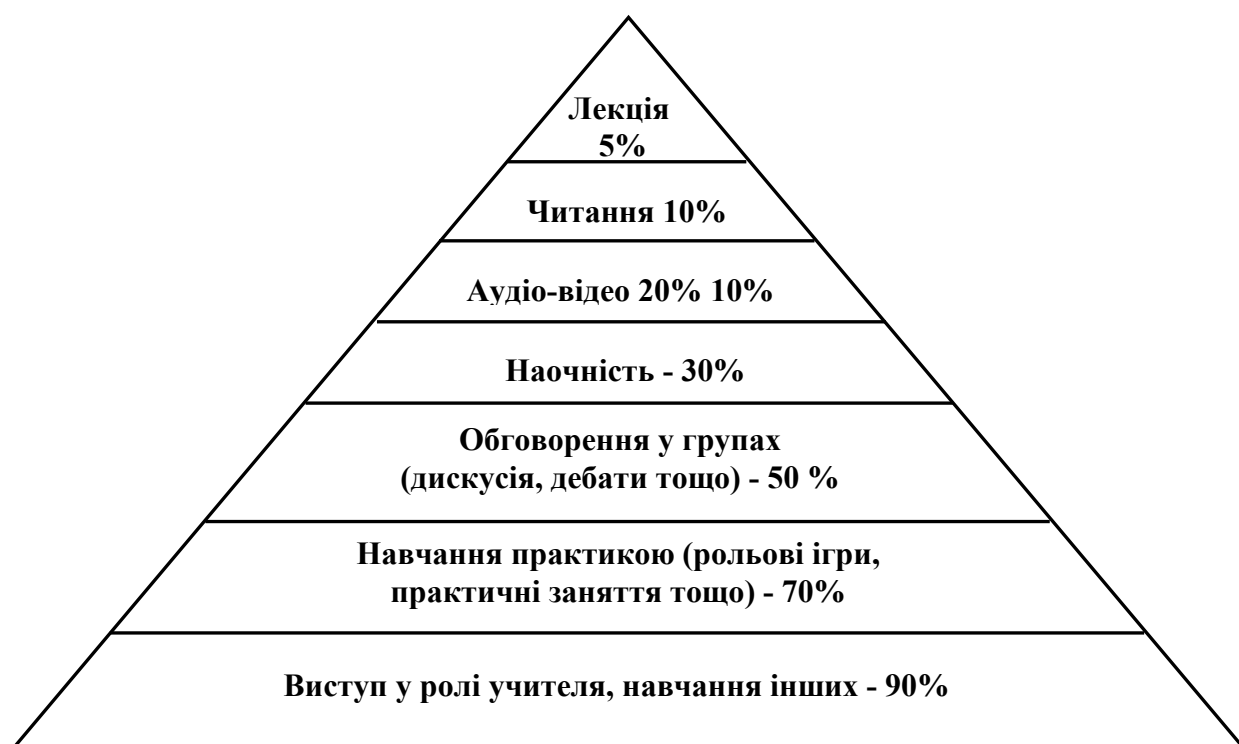 Лекція
5%
Читання 10%
Аудіо-відео 20% 10%
Наочність - 30%
Обговорення у групах
(дискусія, дебати тощо) - 50 %
Навчання практикою (рольові ігри,
практичні заняття тощо) - 70%
Виступ у ролі учителя, навчання інших - 90%